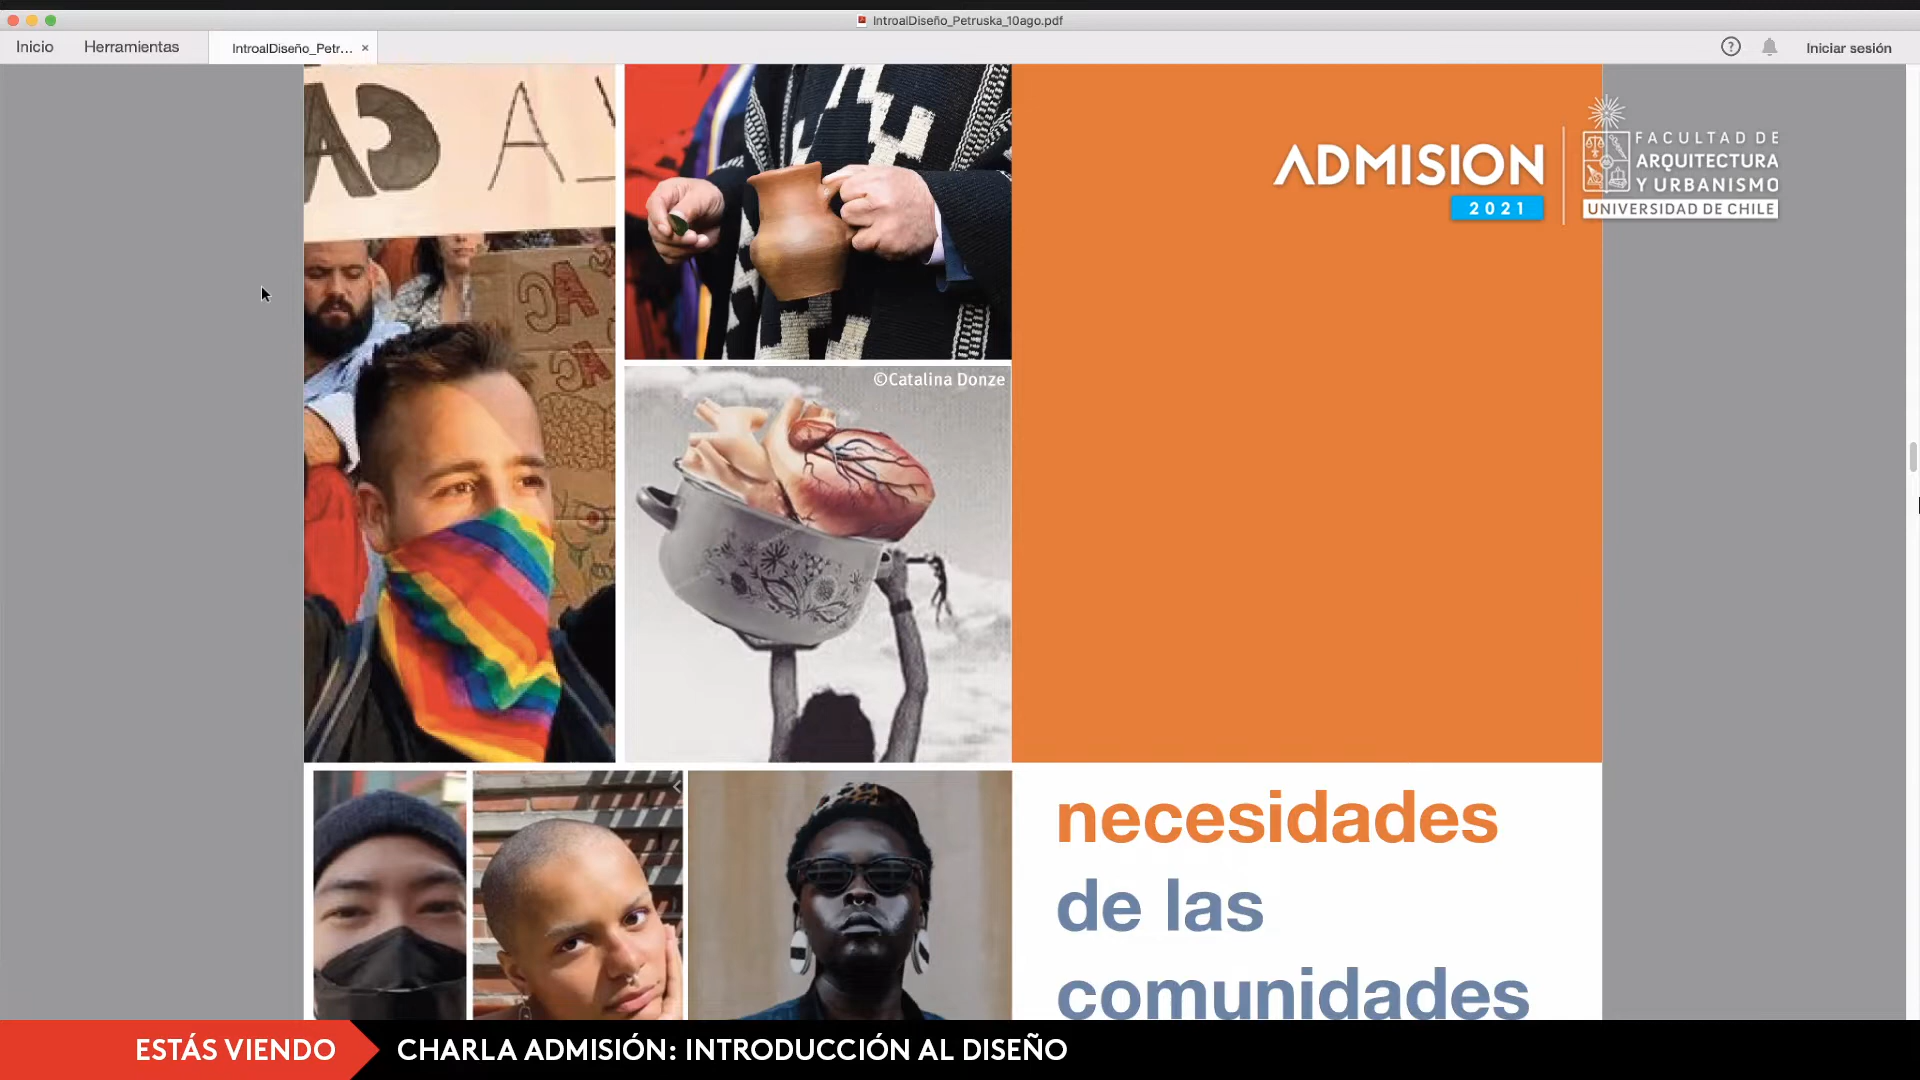 IntroalDiseño_Petruska_10ago.pdf
Inicio
Herramientas
IntroalDiseño_Petr... ×
?
Iniciar sesión
ADMISION
2021
FACULTAD DE
ARQUITECTURA
Y URBANISMO
UNIVERSIDAD DE CHILE
©Catalina Donze
necesidades
de las
comunidades
ESTÁS VIENDO
CHARLA ADMISIÓN: INTRODUCCIÓN AL DISEÑO